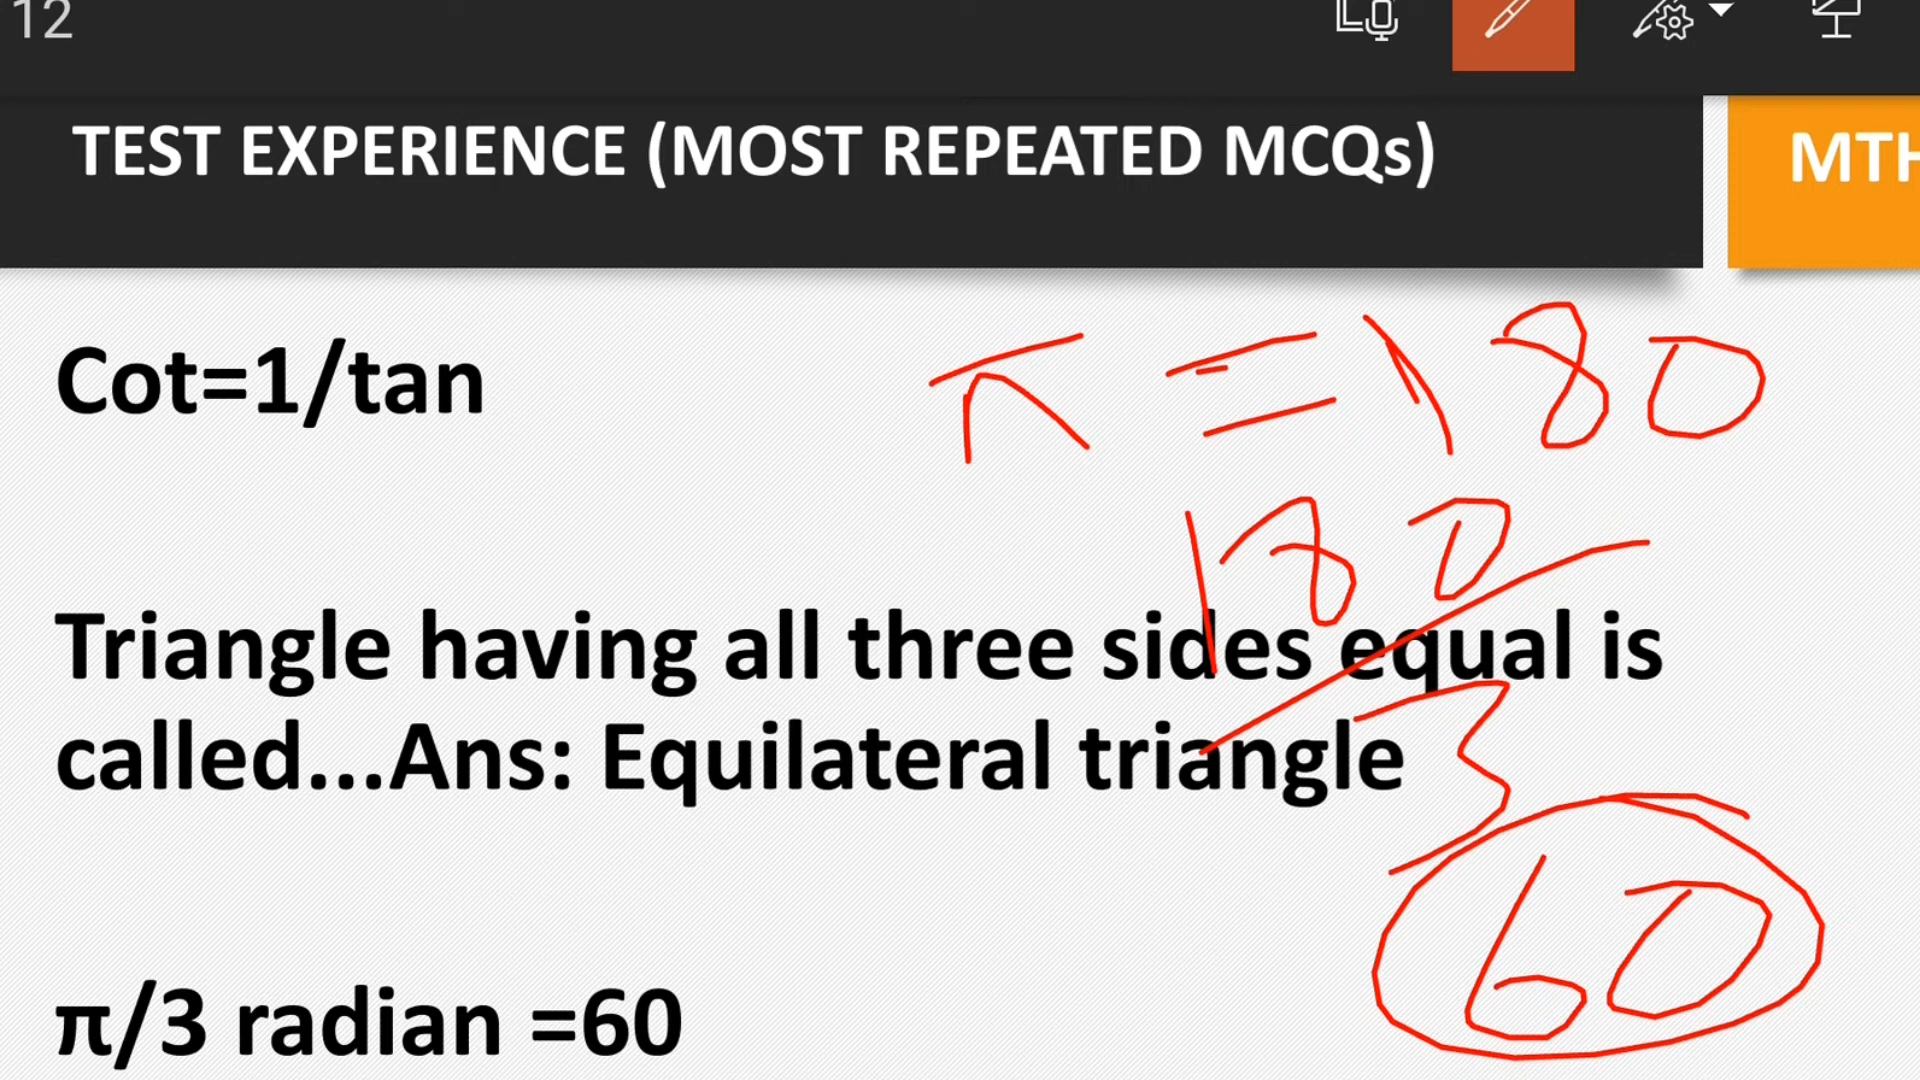 12
TEST EXPERIENCE (MOST REPEATED MCQs)
MTH
Cot=1/tan
π = 180
180
Triangle having all three sides equal is
called...Ans: Equilateral triangle
3
60
π/3 radian =60